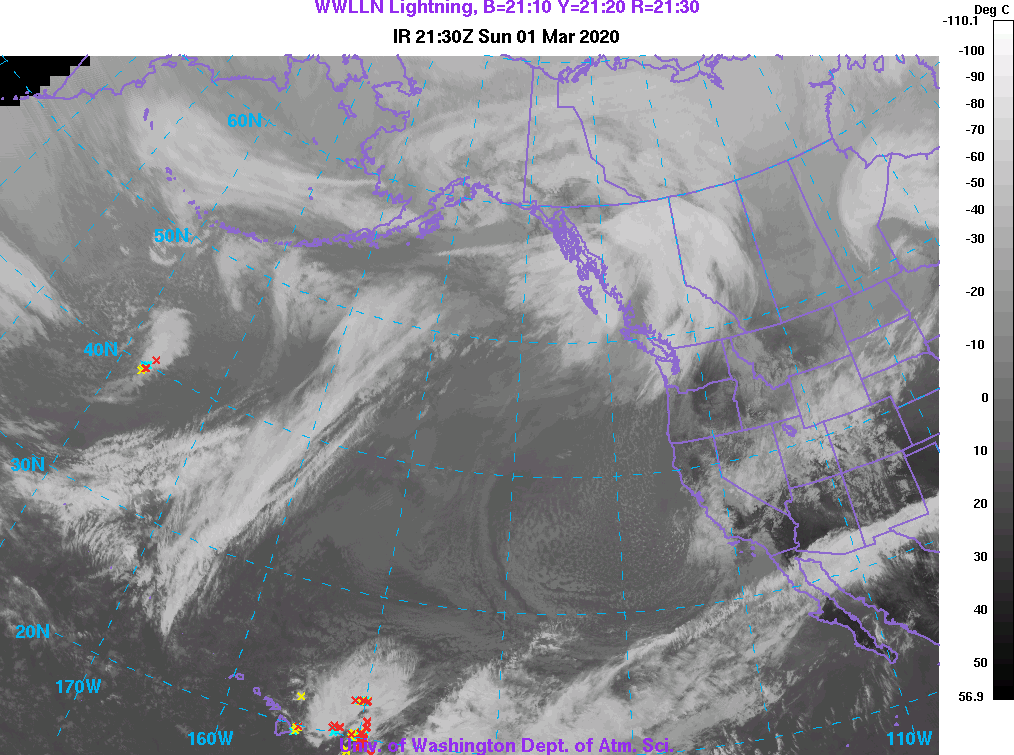 WWLLN Lightning, B=21:10 Y=21:20 R=21:30
IR 21:30Z Sun 01 Mar 2020
Deg C
-110.1
-100
-90
-80
-70
-60
-50
-40
-30
-20
-10
0
10
20
30
40
50
56.9
60N
50N
40N
30N
20N
170W
160W
110W
Univ. of Washington Dept. of Atm. Sci.